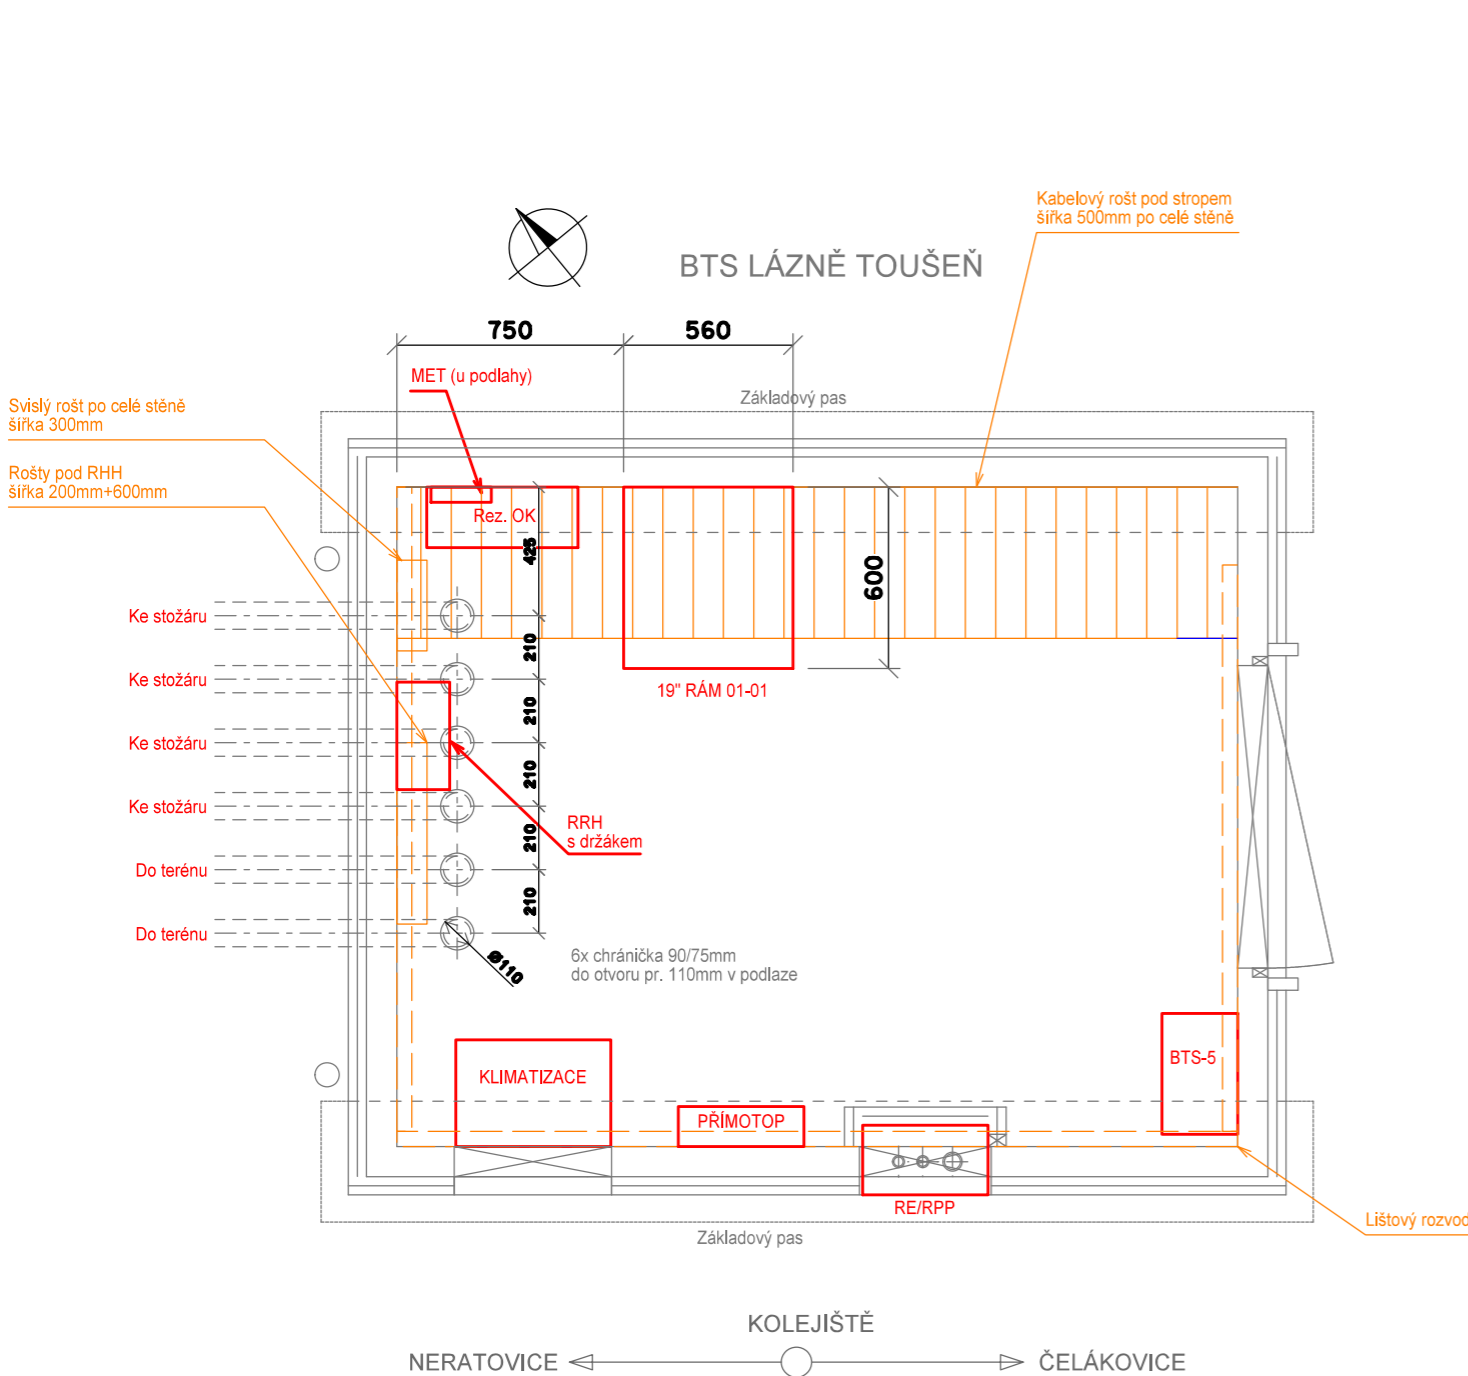 Kabelový rošt pod stropem
šířka 500mm po celé stěně
BTS LÁZNĚ TOUŠEŇ
750
560
MET (u podlahy)
Základový pas
Svislý rošt po celé stěně
šířka 300mm
Rošty pod RHH
šířka 200mm+600mm
Rez. OK
425
600
Ke stožáru
210
Ke stožáru
19" RÁM 01-01
210
Ke stožáru
210
Ke stožáru
RRH
s držákem
210
Do terénu
210
Do terénu
Ø110
6x chránička 90/75mm
do otvoru pr. 110mm v podlaze
KLIMATIZACE
BTS-5
PŘÍMOTOP
RE/RPP
Lištový rozvod
Základový pas
KOLEJIŠTĚ
NERATOVICE
ČELÁKOVICE